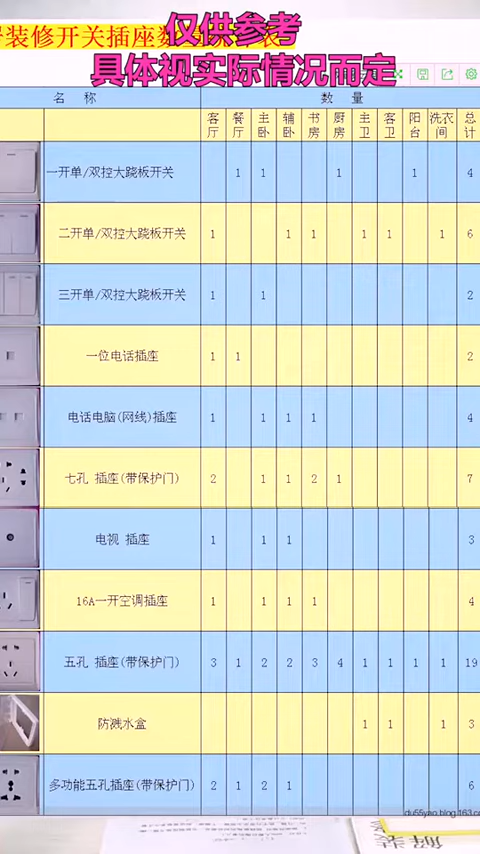 仅供参考
装修开关插座数
具体视实际情况而定
名 称 数 量
客厅 餐厅 主卧 辅卧 书房 厨房 主卫 客卫 阳台 洗衣间 总计
一开单/双控大跷板开关 1 1 1 1 4
二开单/双控大跷板开关 1 1 1 1 1 1 6
三开单/双控大跷板开关 1 1 2
一位电话插座 1 1 2
电话电脑(网线)插座 1 1 1 1 4
七孔 插座(带保护门) 2 1 1 2 1 7
电视 插座 1 1 1 3
16A一开空调插座 1 1 1 1 4
五孔 插座(带保护门) 3 1 2 2 3 4 1 1 1 1 19
防溅水盒 1 1 1 3
多功能五孔插座(带保护门) 2 1 2 1 6
du55yao.blog.163.c